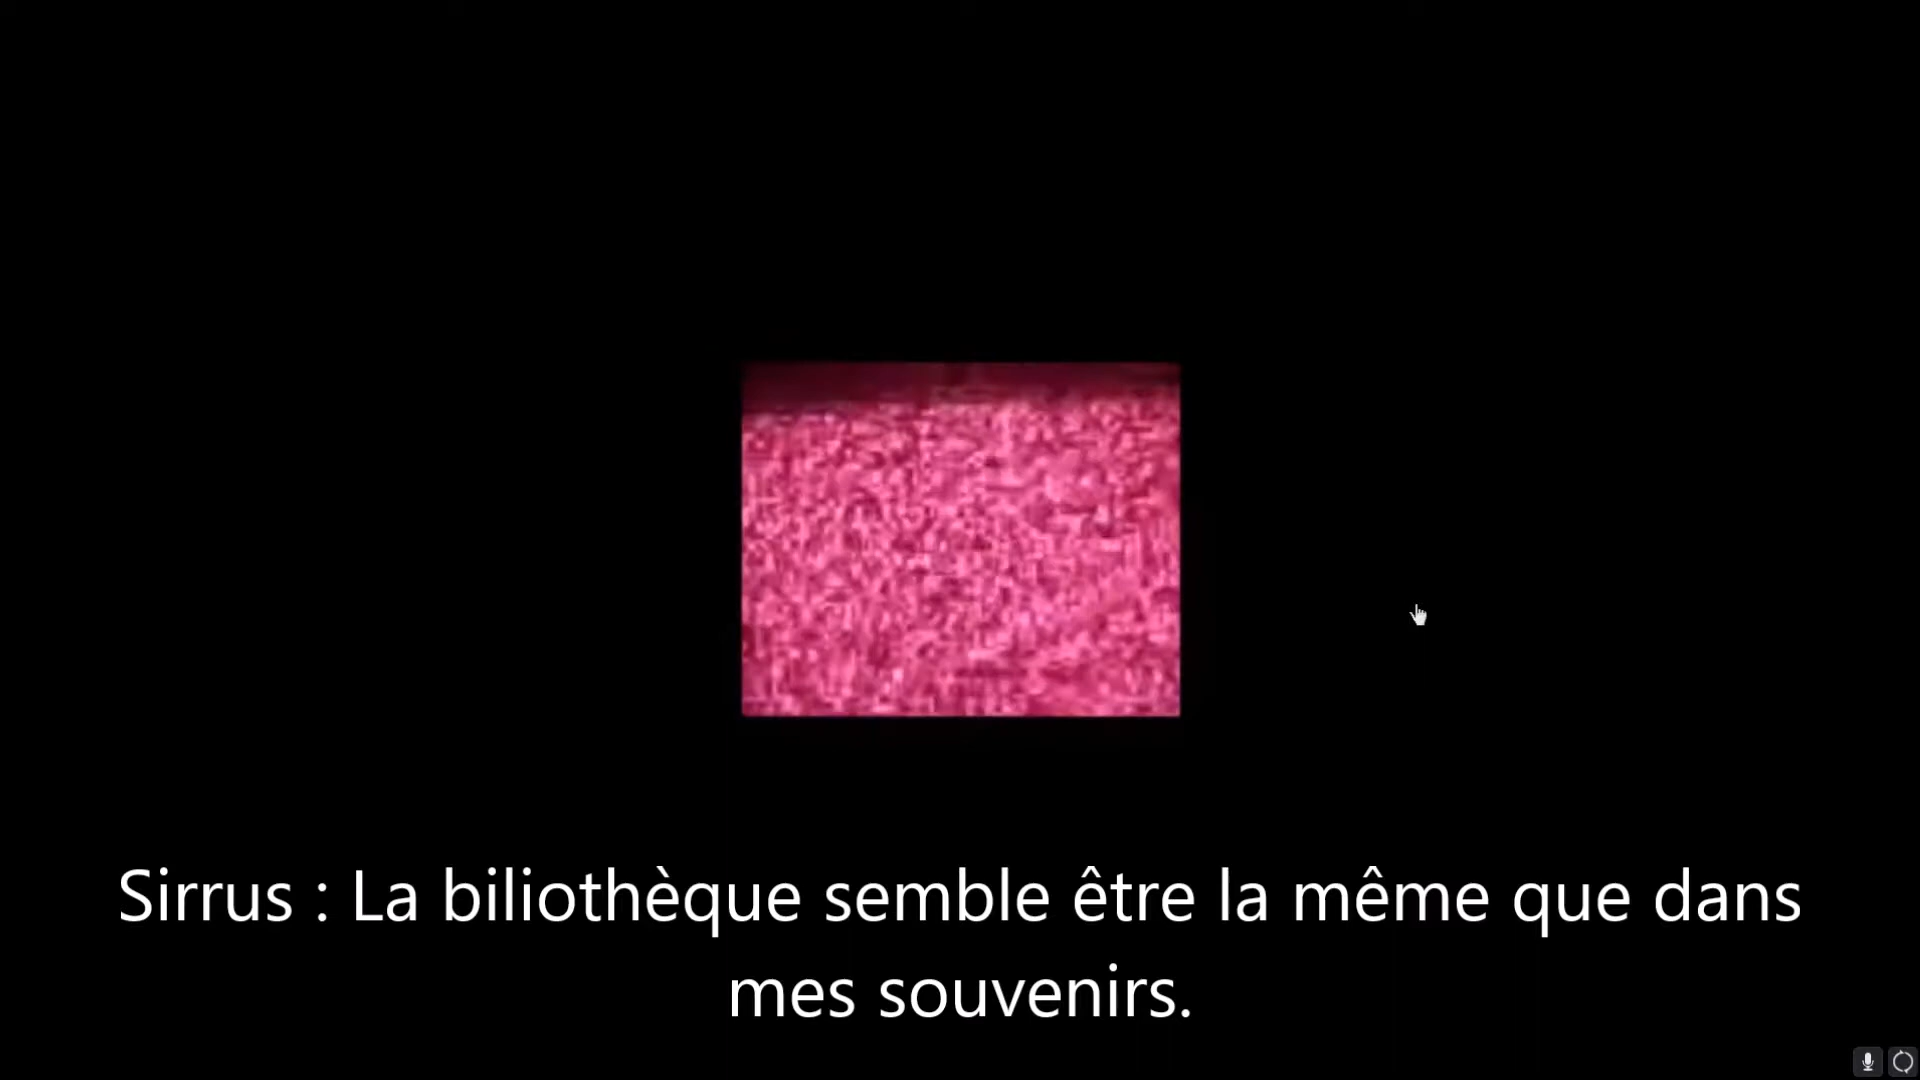 Sirrus : La biliothèque semble être la même que dans
mes souvenirs.